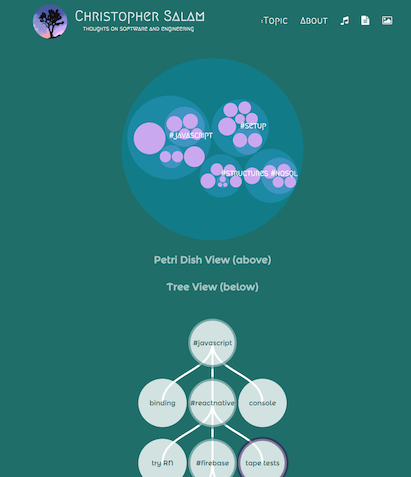 Christopher Salam
THOUGHTS ON SOFTWARE AND ENGINEERING
‹Topic
About
#JAVASCRIPT
#SETUP
#STRUCTURES
#NOSQL
Petri Dish View (above)
Tree View (below)
#javascript
binding
#reactnative
console
try RN
#firebase
tape tests